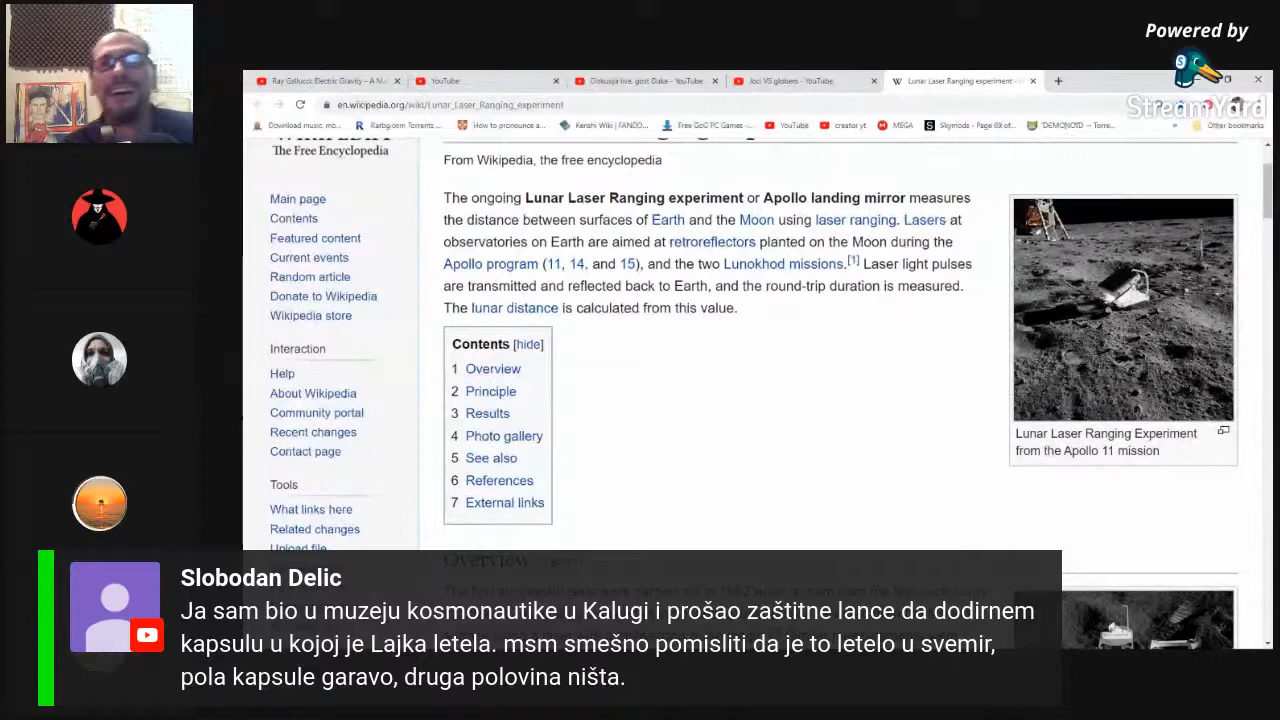 Powered by
StreamYard
Ray Gallucci Electric Gravity – A Nu
YouTube
Diskusija live, gost Duke - YouTube
Joci VS globers - YouTube
Lunar Laser Ranging experiment -
en.wikipedia.org/wiki/Lunar_Laser_Ranging_experiment
Download music, mo...
Rarbg.com Torrents...
How to pronounce a...
Kenshi Wiki | FANDO...
Free GoG PC Games -...
YouTube
creator yt
MEGA
Skymods - Page 89 of...
Other bookmarks
The Free Encyclopedia
From Wikipedia, the free encyclopedia
The ongoing Lunar Laser Ranging experiment or Apollo landing mirror measures
the distance between surfaces of Earth and the Moon using laser ranging. Lasers at
observatories on Earth are aimed at retroreflectors planted on the Moon during the
Apollo program (11, 14, and 15), and the two Lunokhod missions.[1] Laser light pulses
are transmitted and reflected back to Earth, and the round-trip duration is measured.
The lunar distance is calculated from this value.
Contents [hide]
1 Overview
2 Principle
3 Results
4 Photo gallery
5 See also
6 References
7 External links
Main page
Contents
Featured content
Current events
Random article
Donate to Wikipedia
Wikipedia store
Interaction
Help
About Wikipedia
Community portal
Recent changes
Contact page
Tools
What links here
Related changes
Upload file
Lunar Laser Ranging Experiment
from the Apollo 11 mission
Overview
Slobodan Delic
Ja sam bio u muzeju kosmonautike u Kalugi i prošao zaštitne lance da dodirnem
kapsulu u kojoj je Lajka letela. msm smešno pomisliti da je to letelo u svemir,
pola kapsule garavo, druga polovina ništa.